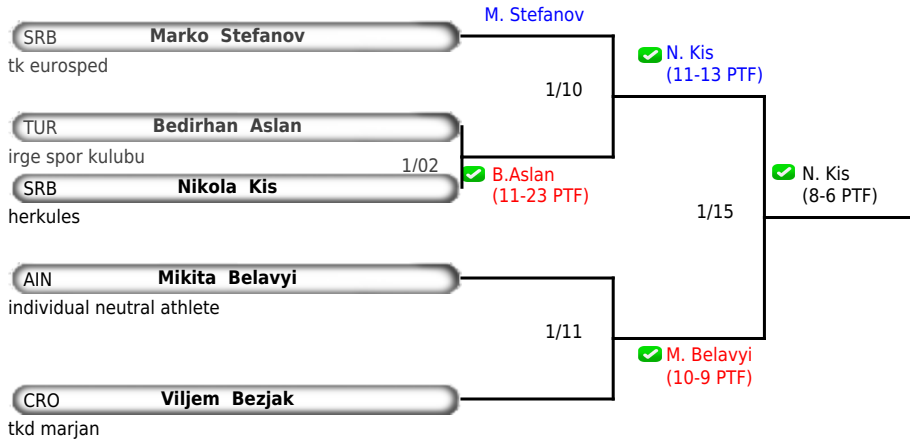 M. Stefanov
SRB Marko Stefanov
tk eurosped
N. Kis
(11-13 PTF)
1/10
TUR Bedirhan Aslan
irge spor kulubu
1/02
B.Aslan
(11-23 PTF)
SRB Nikola Kis
herkules
N. Kis
(8-6 PTF)
1/15
AIN Mikita Belavyi
individual neutral athlete
1/11
M. Belavyi
(10-9 PTF)
CRO Viljem Bezjak
tkd marjan